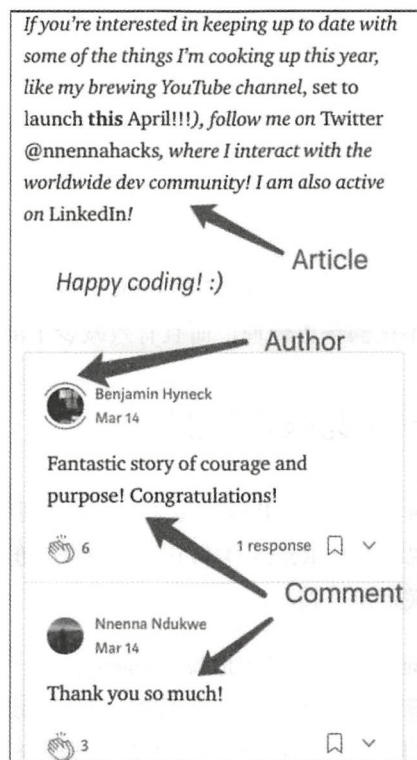 If you're interested in keeping up to date with
some of the things I'm cooking up this year,
like my brewing YouTube channel, set to
launch this April!!!), follow me on Twitter
@nnennahacks, where I interact with the
worldwide dev community! I am also active
on LinkedIn!
Article
Happy coding! :)
Author
Benjamin Hyneck
Mar 14
Fantastic story of courage and
purpose! Congratulations!
6 1 response
Comment
Nnenna Ndukwe
Mar 14
Thank you so much!
3